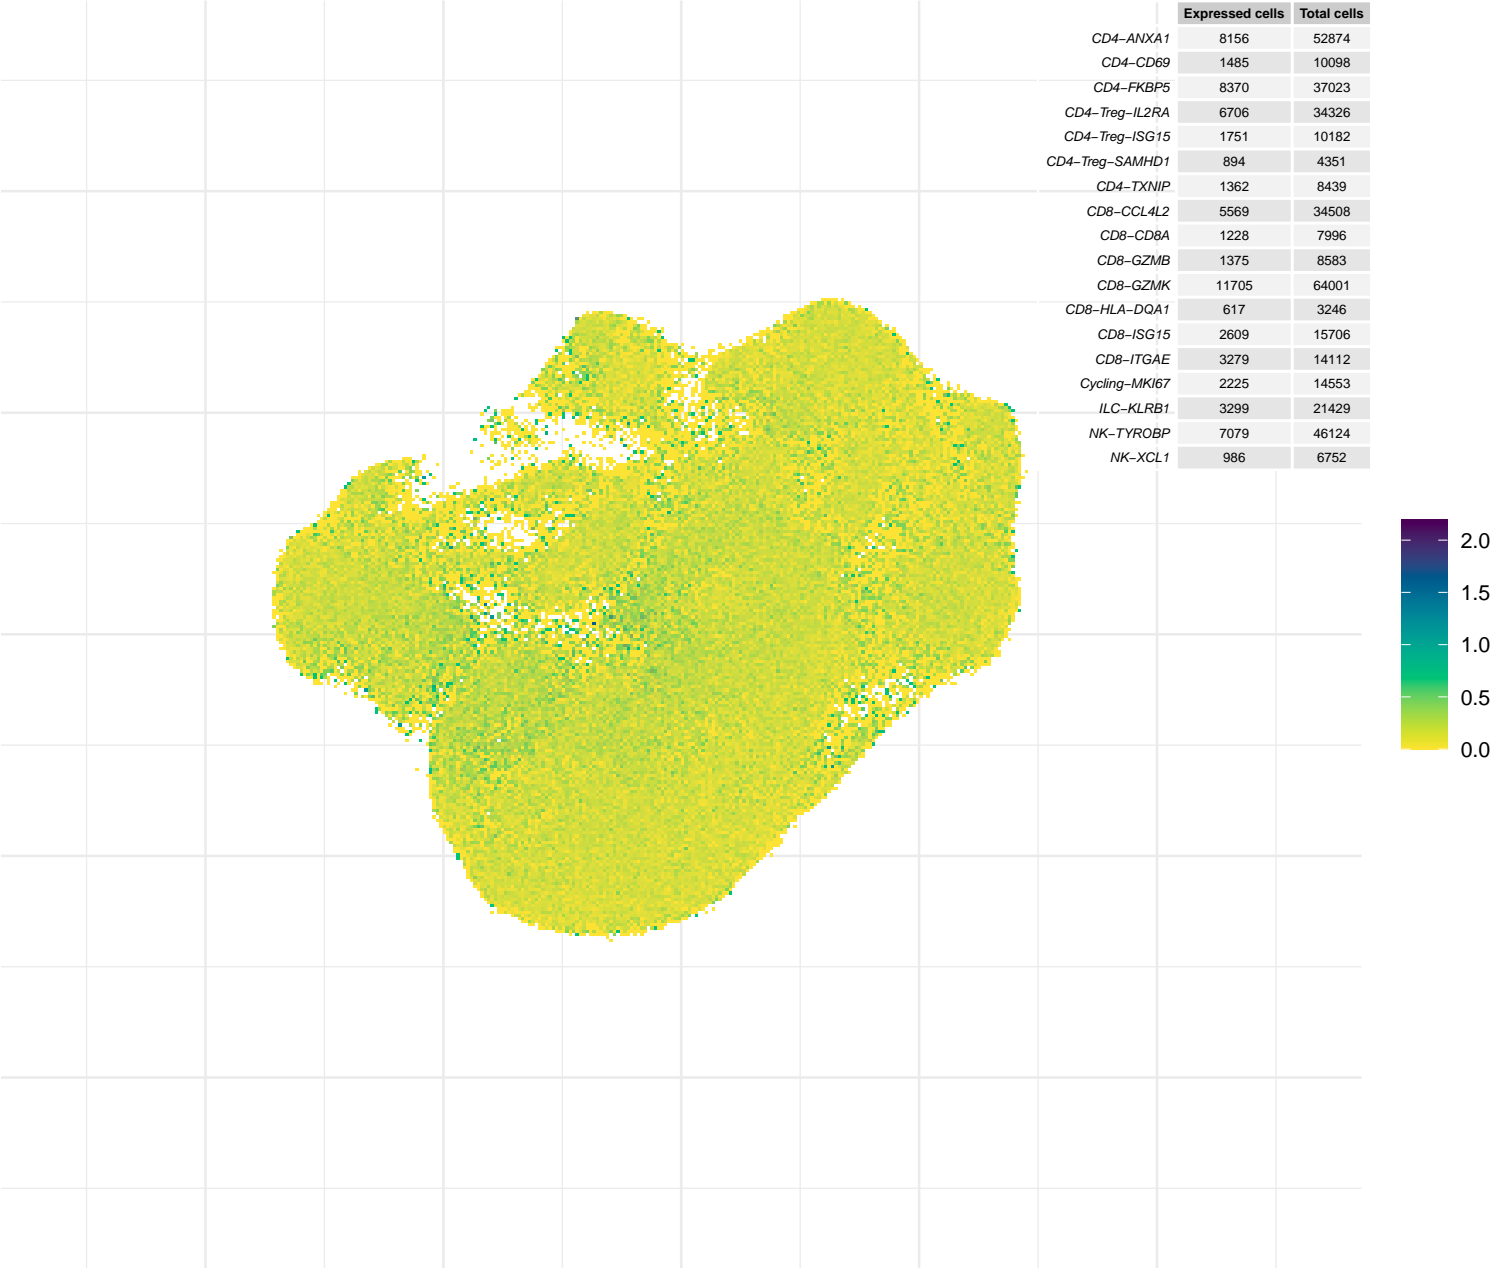 Expressed cells Total cells
CD4−ANXA1 8156 52874
CD4−CD69 1485 10098
CD4−FKBP5 8370 37023
CD4−Treg−IL2RA 6706 34326
CD4−Treg−ISG15 1751 10182
CD4−Treg−SAMHD1 894 4351
CD4−TXNIP 1362 8439
CD8−CCL4L2 5569 34508
CD8−CD8A 1228 7996
CD8−GZMB 1375 8583
CD8−GZMK 11705 64001
CD8−HLA−DQA1 617 3246
CD8−ISG15 2609 15706
CD8−ITGAE 3279 14112
Cycling−MKI67 2225 14553
ILC−KLRB1 3299 21429
NK−TYROBP 7079 46124
NK−XCL1 986 6752
2.0
1.5
1.0
0.5
0.0